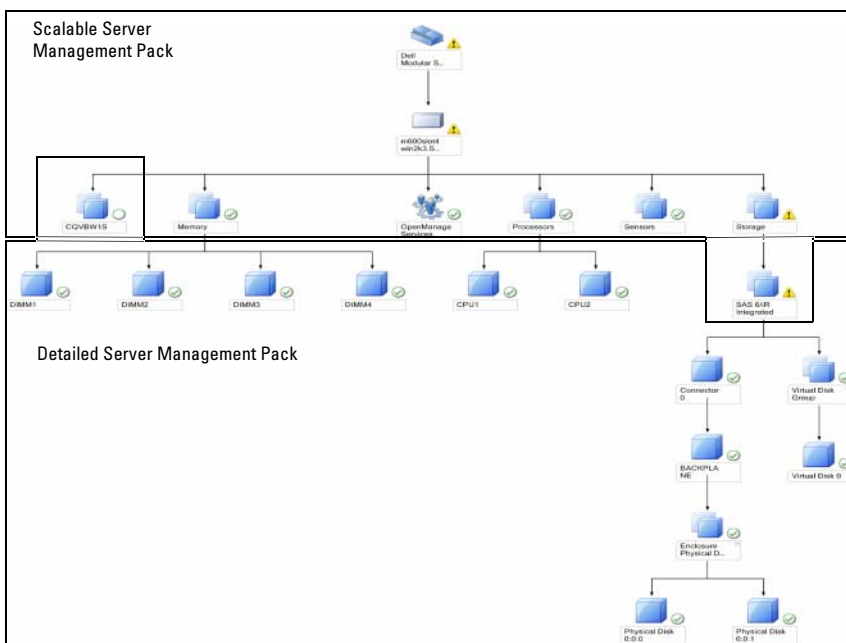 Scalable Server
Management Pack
Dell
Modular S..
m600slot4
win2k3.S..
CQVBW1S
Memory
OpenManage
Services
Processors
Sensors
Storage
DIMM1
DIMM2
DIMM3
DIMM4
CPU1
CPU2
SAS 6/iR
Integrated
Detailed Server Management Pack
Connector
0
Virtual Disk
Group
BACKPLA
NE
Virtual Disk 0
Enclosure
Physical D..
Physical Disk
0:0:0
Physical Disk
0:0:1